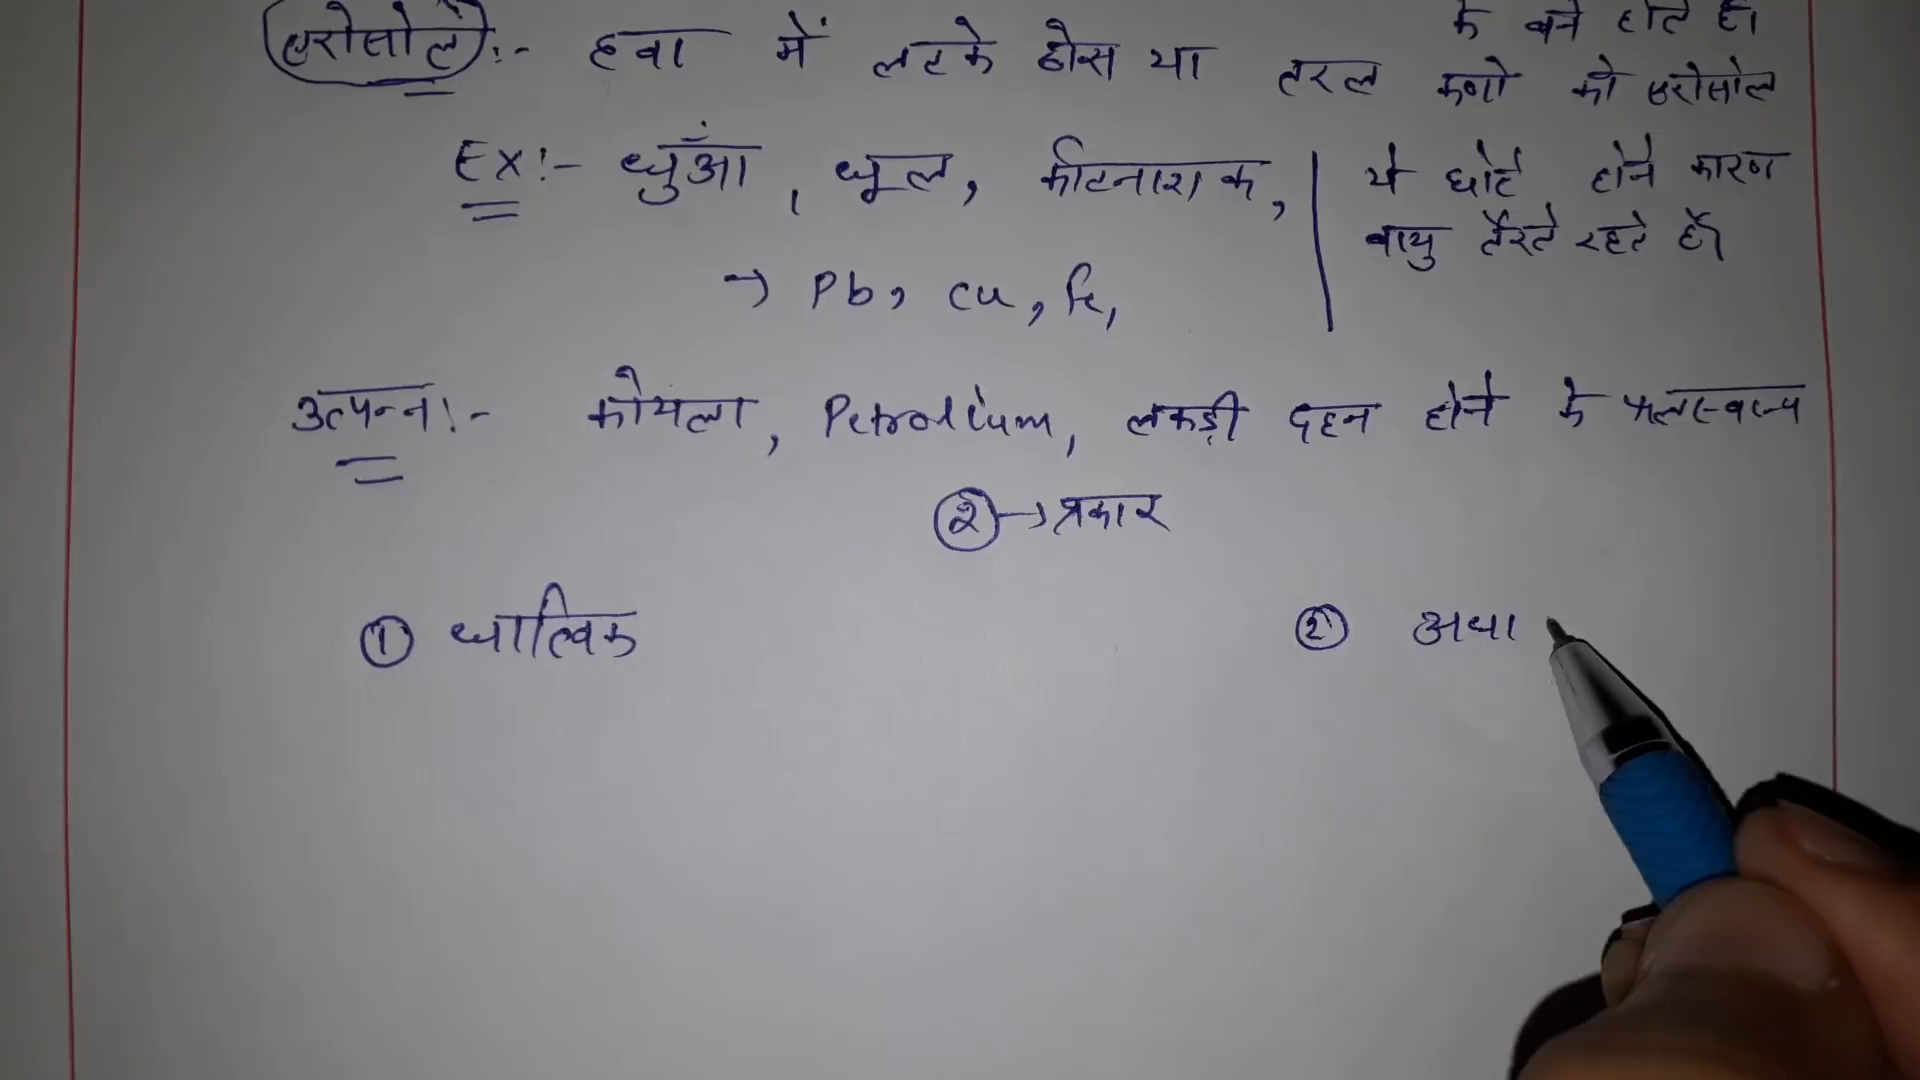 के बने होते है।
एरोसोल :- हवा में लटके ठोस या तरल कणो को एरोसोल
Ex:- धुँआ, धूल, कीटनाशक,
ये छोटे होने कारण
वायु तैरते रहते है।
→ Pb, cu, fe,
उत्पन्न:- कोयला, Petrolium, लकड़ी दहन होने के फलस्वरूप
२ → प्रकार
① धात्विक
② अधा